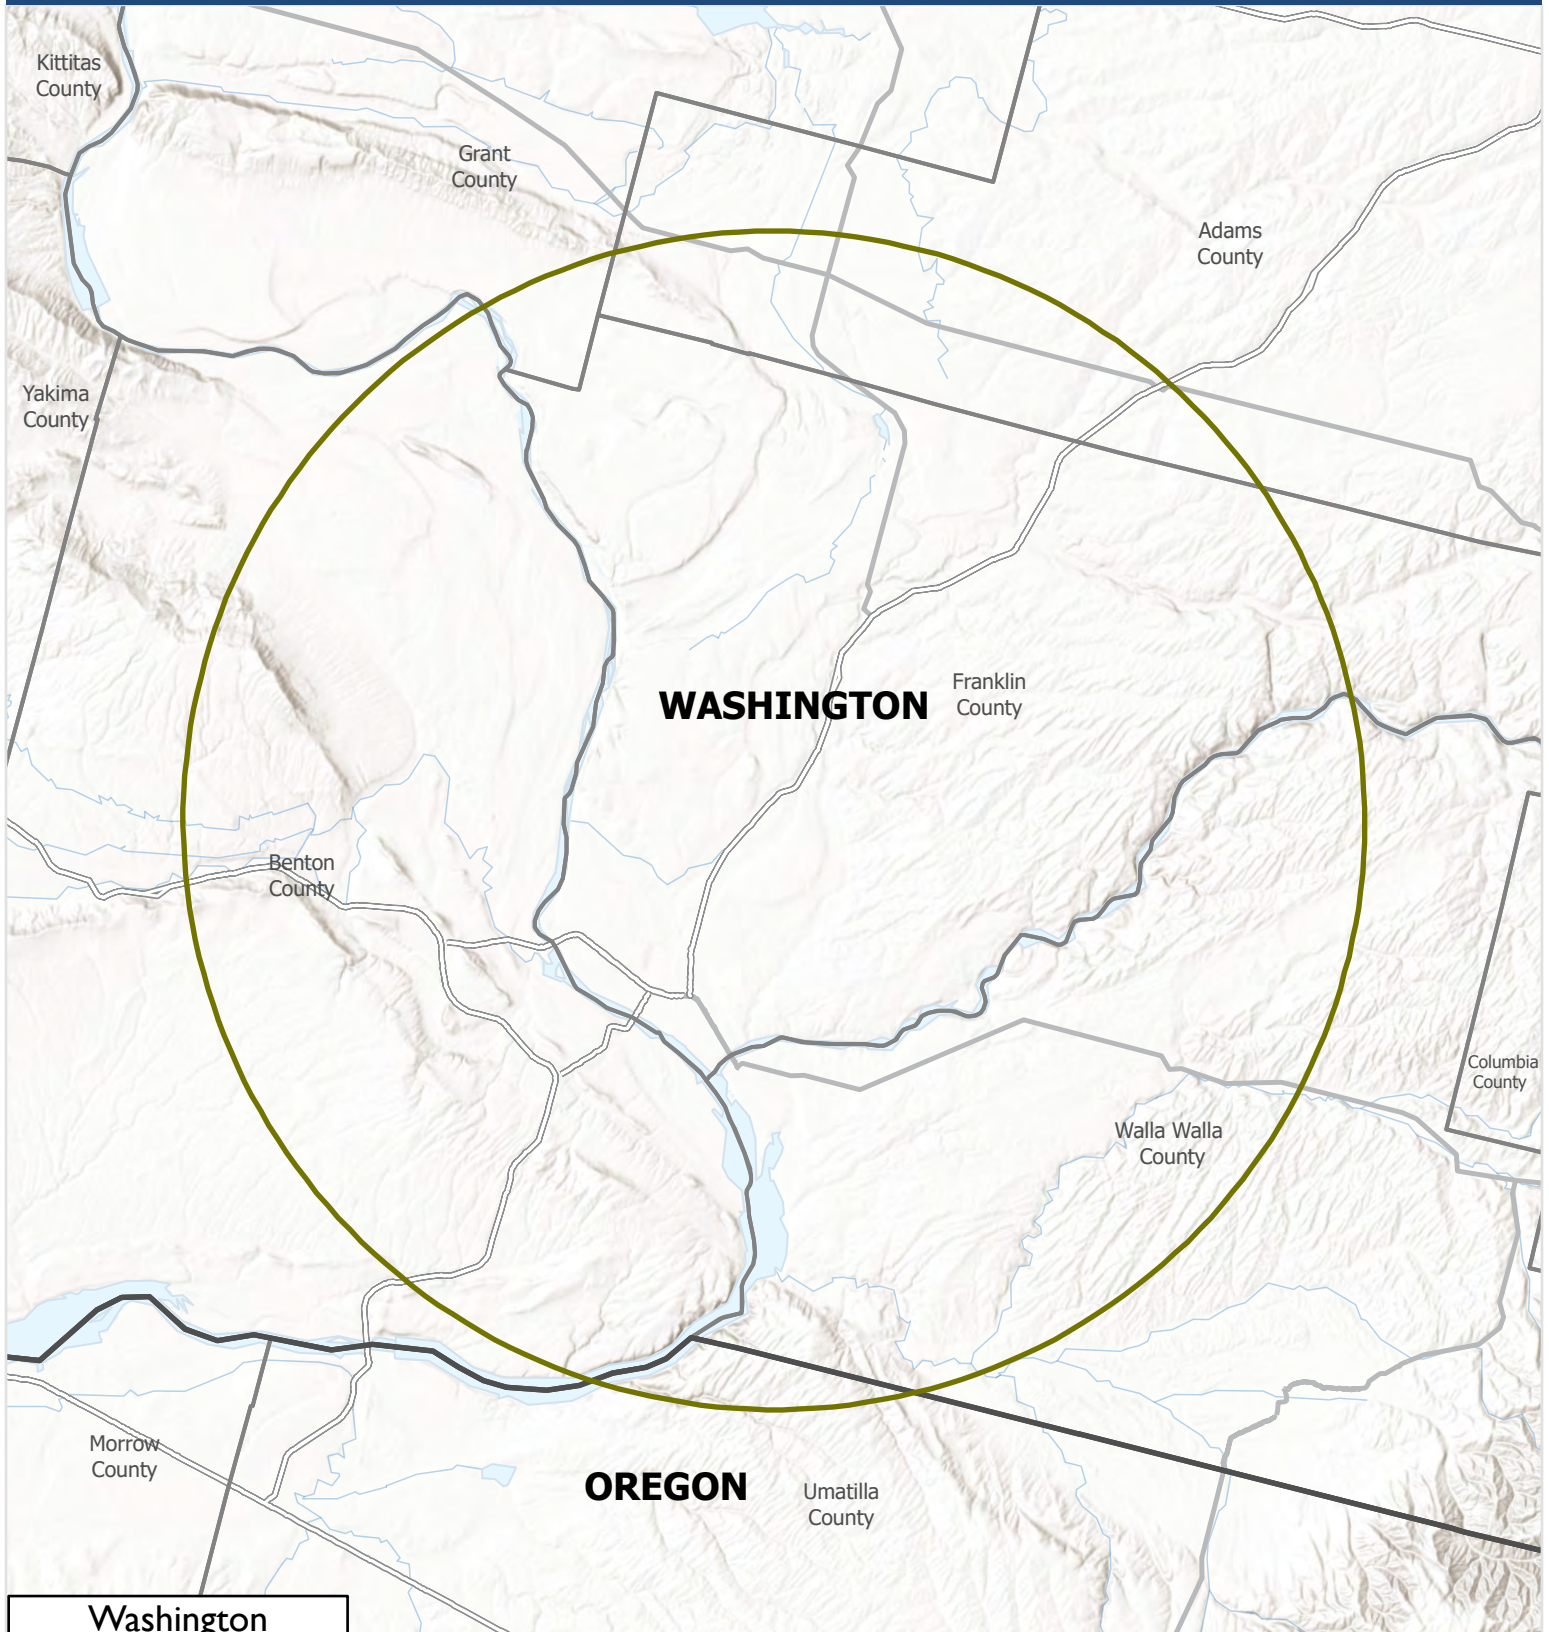 Kittitas
County
Grant
County
Adams
County
Yakima
County
WASHINGTON
Franklin
County
Benton
County
Columbia
County
Walla Walla
County
Morrow
County
OREGON
Umatilla
County
Washington